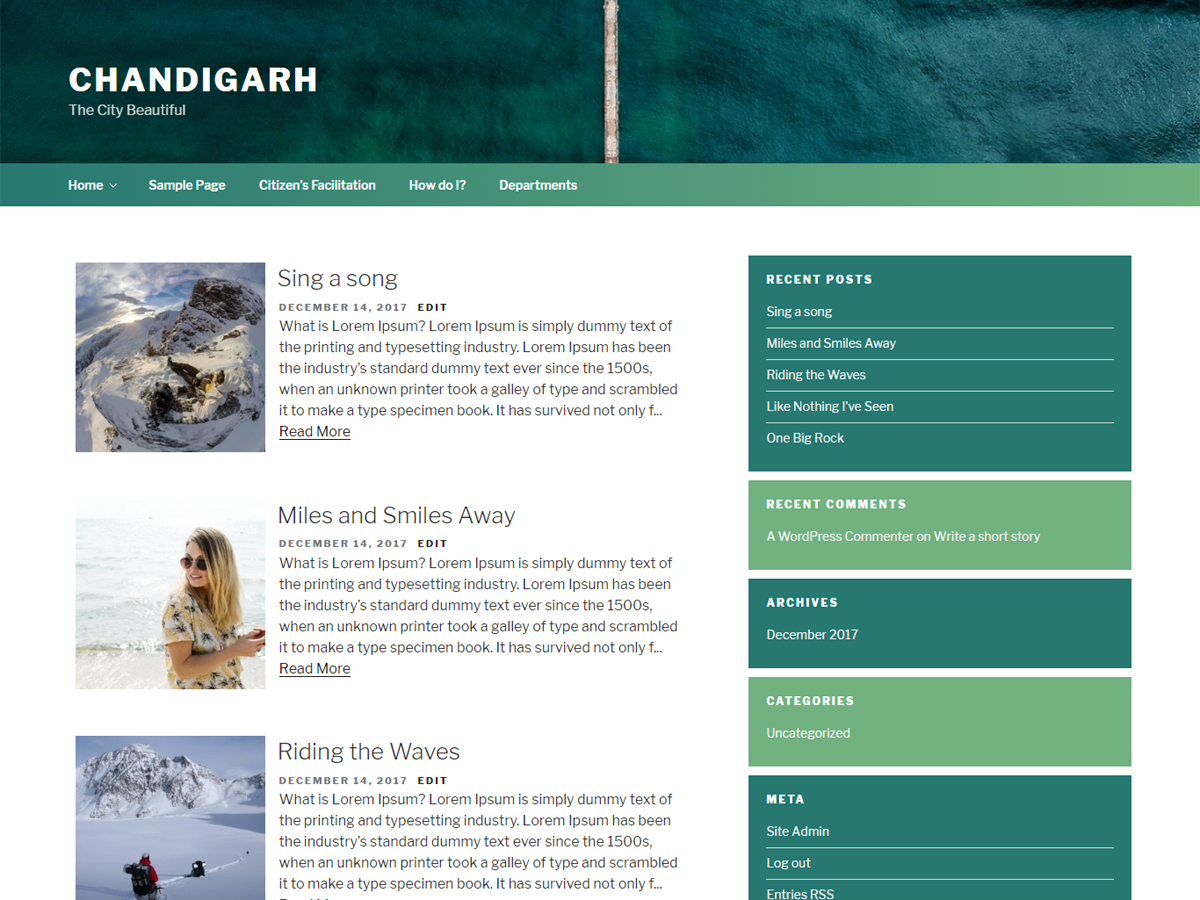 CHANDIGARH
The City Beautiful
Home
Sample Page
Citizen's Facilitation
How do I?
Departments
Sing a song
DECEMBER 14, 2017 EDIT
What is Lorem Ipsum? Lorem Ipsum is simply dummy text of
the printing and typesetting industry. Lorem Ipsum has been
the industry's standard dummy text ever since the 1500s,
when an unknown printer took a galley of type and scrambled
it to make a type specimen book. It has survived not only f...
Read More
Miles and Smiles Away
DECEMBER 14, 2017 EDIT
What is Lorem Ipsum? Lorem Ipsum is simply dummy text of
the printing and typesetting industry. Lorem Ipsum has been
the industry's standard dummy text ever since the 1500s,
when an unknown printer took a galley of type and scrambled
it to make a type specimen book. It has survived not only f...
Read More
Riding the Waves
DECEMBER 14, 2017 EDIT
What is Lorem Ipsum? Lorem Ipsum is simply dummy text of
the printing and typesetting industry. Lorem Ipsum has been
the industry's standard dummy text ever since the 1500s,
when an unknown printer took a galley of type and scrambled
it to make a type specimen book. It has survived not only f...
RECENT POSTS
Sing a song
Miles and Smiles Away
Riding the Waves
Like Nothing I've Seen
One Big Rock
RECENT COMMENTS
A WordPress Commenter on Write a short story
ARCHIVES
December 2017
CATEGORIES
Uncategorized
META
Site Admin
Log out
Entries RSS